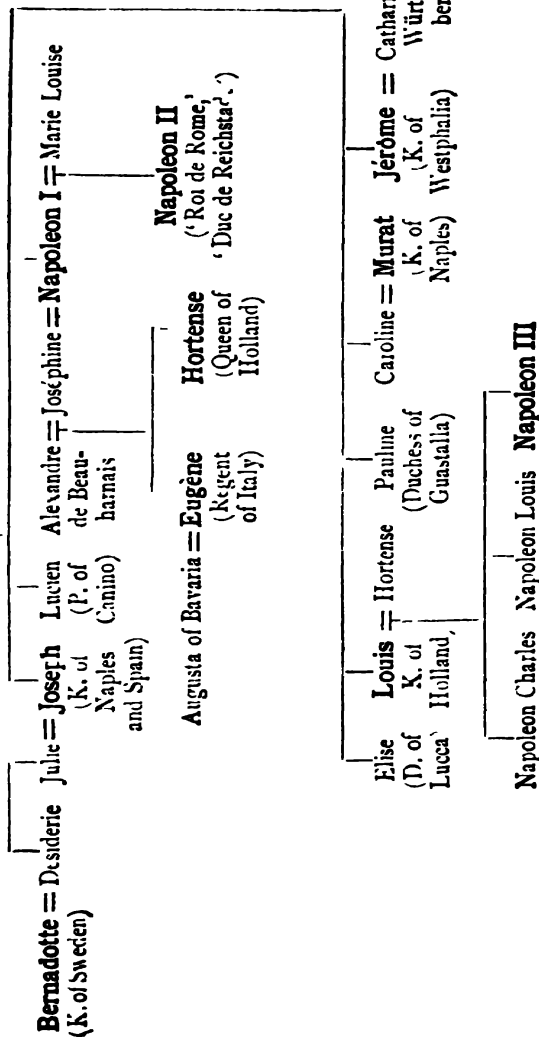 Bernadotte = Desiderie
(K. of Sweden)
Julie = Joseph
(K. of
Naples
and Spain)
Lucien
(P. of
Canino)
Alexandre = Joséphine = Napoleon I = Marie Louise
de Beau-
harnais
Augusta of Bavaria = Eugène
(Regent
of Italy)
Hortense
(Queen of
Holland)
Napoleon II
('Roi de Rome,'
'Duc de Reichstad
Elise
(D. of
Lucca)
Louis = Hortense
K. of
Holland,
Pauline
(Duchess of
Guastalla)
Caroline = Murat
(K. of
Naples)
Jérôme = Cathar
(K. of
Westphalia)
Würt
ber
Napoleon Charles Napoleon Louis Napoleon III